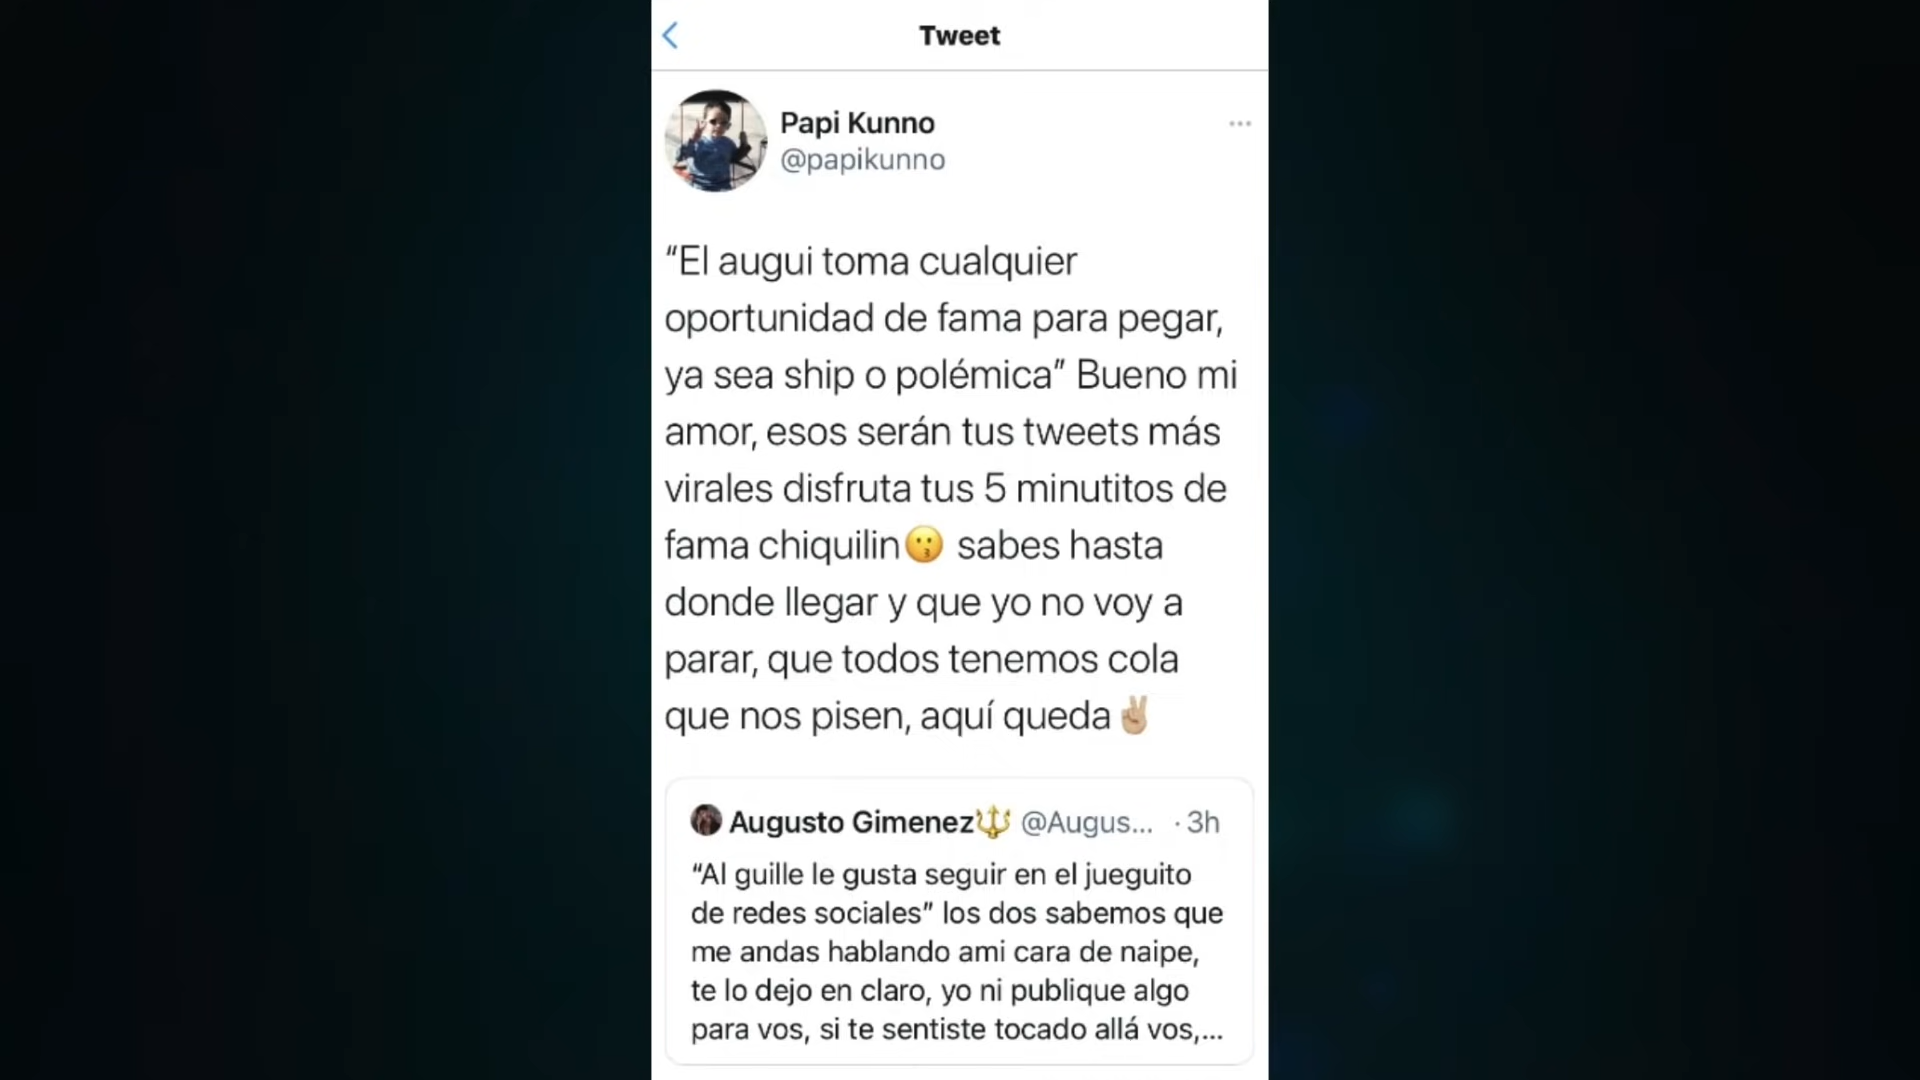 Tweet
Papi Kunno
@papikunno
“El augui toma cualquier
oportunidad de fama para pegar,
ya sea ship o polémica” Bueno mi
amor, esos serán tus tweets más
virales disfruta tus 5 minutitos de
fama chiquilin😗 sabes hasta
donde llegar y que yo no voy a
parar, que todos tenemos cola
que nos pisen, aquí queda✌🏼
Augusto Gimenez🔱 @Augus... · 3h
“Al guille le gusta seguir en el jueguito
de redes sociales” los dos sabemos que
me andas hablando ami cara de naipe,
te lo dejo en claro, yo ni publique algo
para vos, si te sentiste tocado allá vos,...